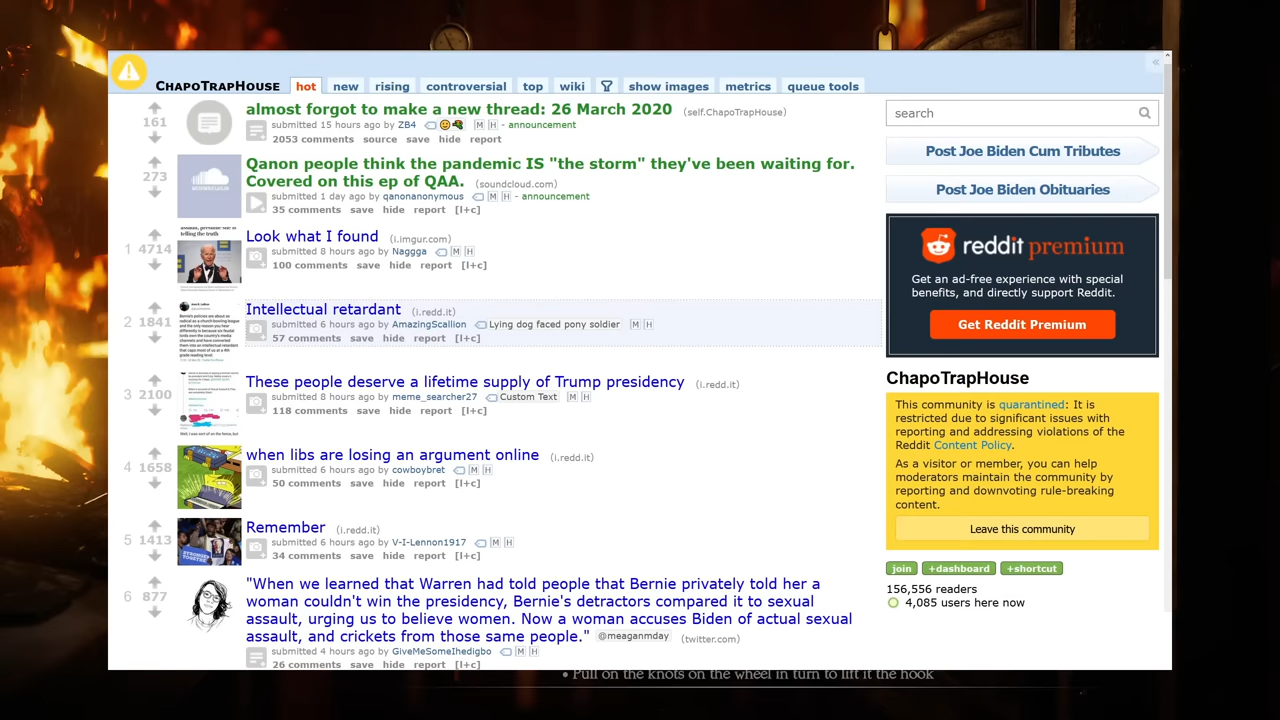 CHAPOTRAPHOUSE hot new rising controversial top wiki show images metrics queue tools
161
almost forgot to make a new thread: 26 March 2020 (self.ChapoTrapHouse)
submitted 15 hours ago by ZB4 M H - announcement
2053 comments source save hide report
273
Qanon people think the pandemic IS "the storm" they've been waiting for.
Covered on this ep of QAA. (soundcloud.com)
submitted 1 day ago by qanonanonymous M H - announcement
35 comments save hide report [l+c]
1 4714
telling the truth
Look what I found (i.imgur.com)
submitted 8 hours ago by Naggga M H
100 comments save hide report [l+c]
2 1841
Intellectual retardant (i.redd.it)
submitted 6 hours ago by AmazingScallion Lying dog faced pony soldier M H
57 comments save hide report [l+c]
3 2100
These people deserve a lifetime supply of Trump presidency (i.redd.it)
submitted 8 hours ago by meme_searcher27 Custom Text M H
118 comments save hide report [l+c]
4 1658
when libs are losing an argument online (i.redd.it)
submitted 6 hours ago by cowboybret M H
50 comments save hide report [l+c]
5 1413
Remember (i.redd.it)
submitted 6 hours ago by V-I-Lennon1917 M H
34 comments save hide report [l+c]
6 877
"When we learned that Warren had told people that Bernie privately told her a
woman couldn't win the presidency, Bernie's detractors compared it to sexual
assault, urging us to believe women. Now a woman accuses Biden of actual sexual
assault, and crickets from those same people." @meaganmday (twitter.com)
submitted 4 hours ago by GiveMeSomeIhedigbo M H
26 comments save hide report [l+c]
search
Post Joe Biden Cum Tributes
Post Joe Biden Obituaries
reddit premium
Get an ad-free experience with special
benefits, and directly support Reddit.
Get Reddit Premium
ChapoTrapHouse
This community is quarantined: It is
restricted due to significant issues with
reporting and addressing violations of the
Reddit Content Policy.
As a visitor or member, you can help
moderators maintain the community by
reporting and downvoting rule-breaking
content.
Leave this community
join +dashboard +shortcut
156,556 readers
4,085 users here now
• Pull on the knots on the wheel in turn to lift it the hook